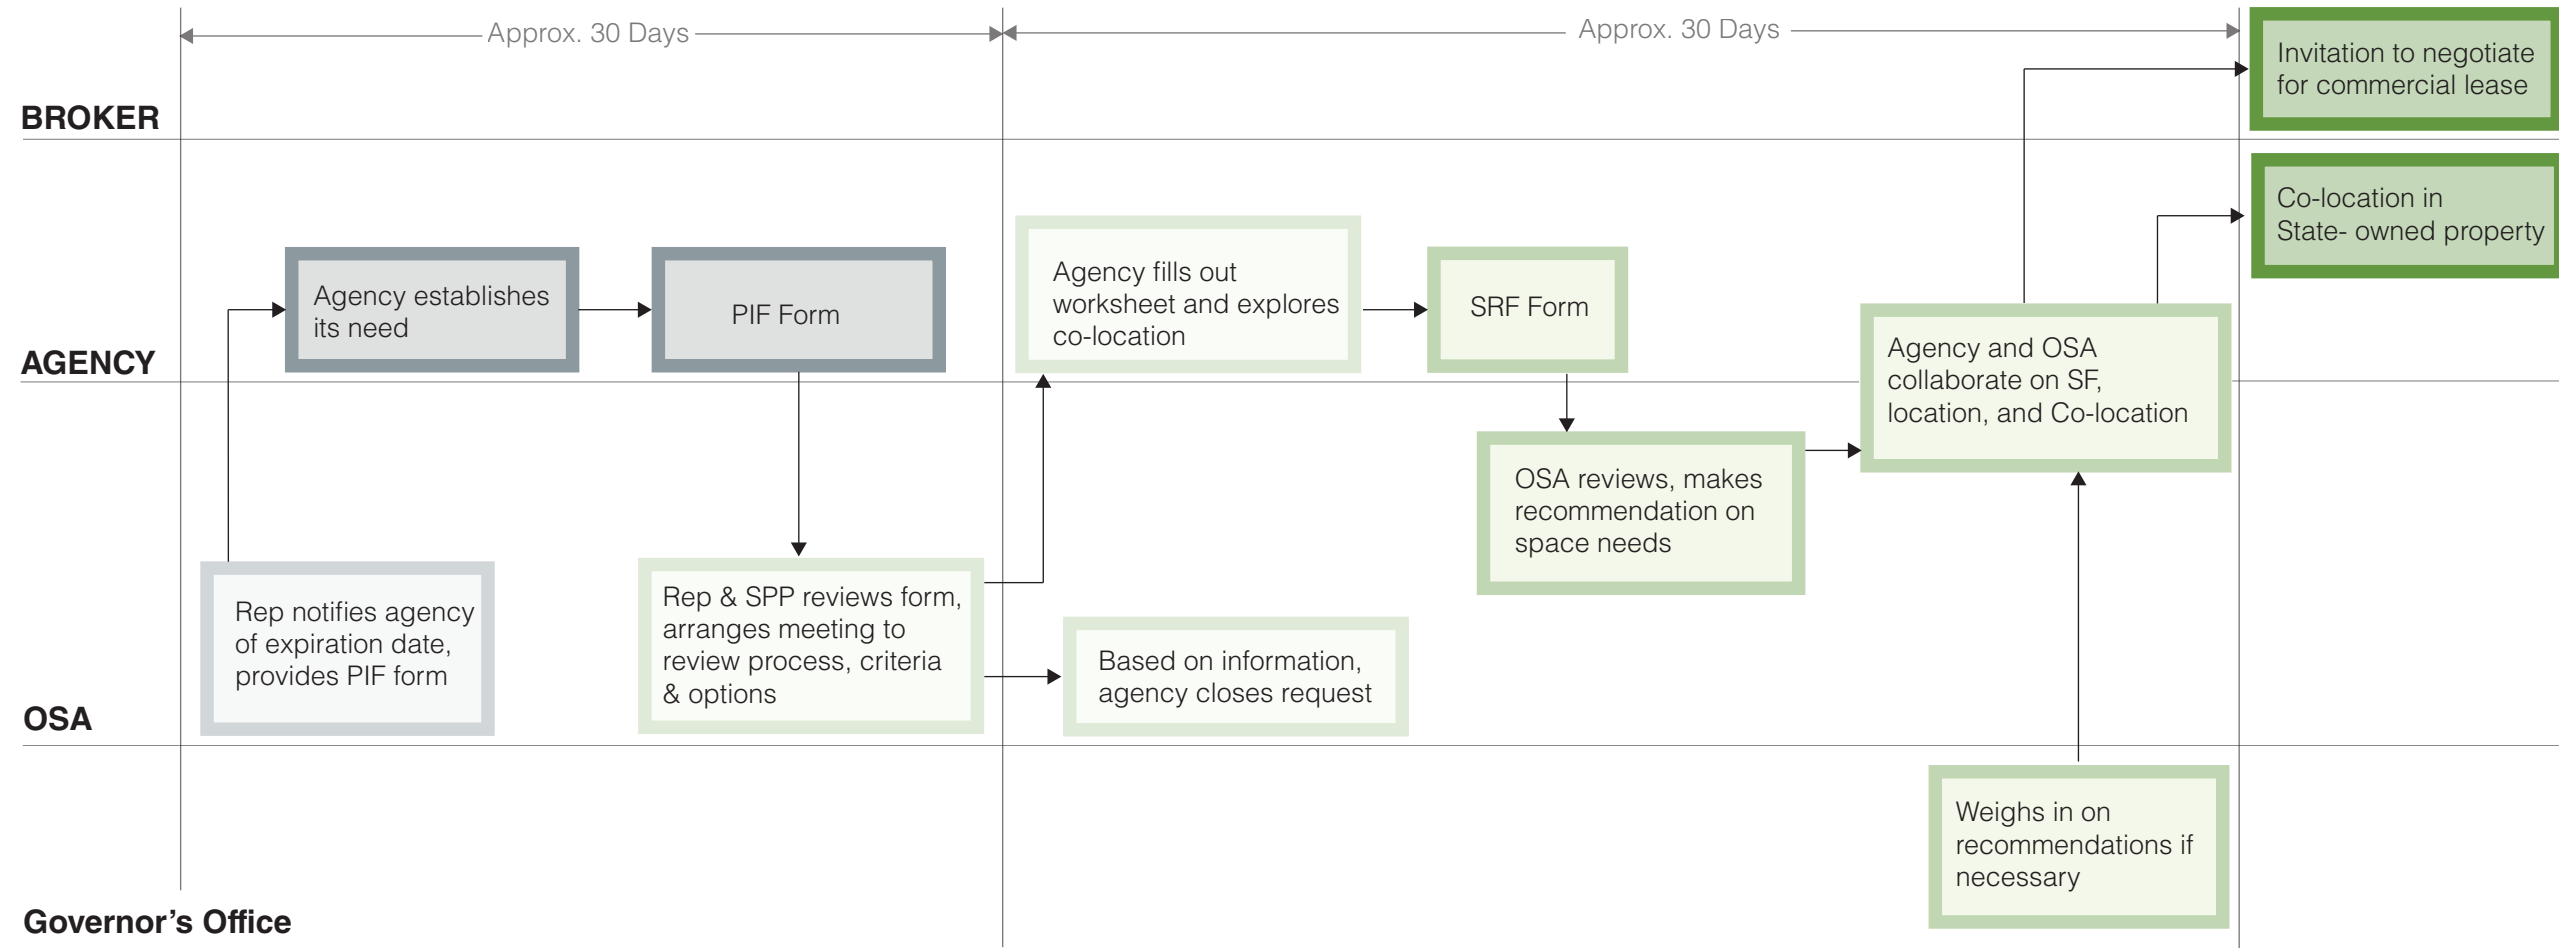 Approx. 30 Days
Approx. 30 Days
BROKER
Invitation to negotiate
for commercial lease
Co-location in
State- owned property
AGENCY
Agency establishes
its need
PIF Form
Agency fills out
worksheet and explores
co-location
SRF Form
Agency and OSA
collaborate on SF,
location, and Co-location
OSA
Rep notifies agency
of expiration date,
provides PIF form
Rep & SPP reviews form,
arranges meeting to
review process, criteria
& options
Based on information,
agency closes request
OSA reviews, makes
recommendation on
space needs
Governor’s Office
Weighs in on
recommendations if
necessary